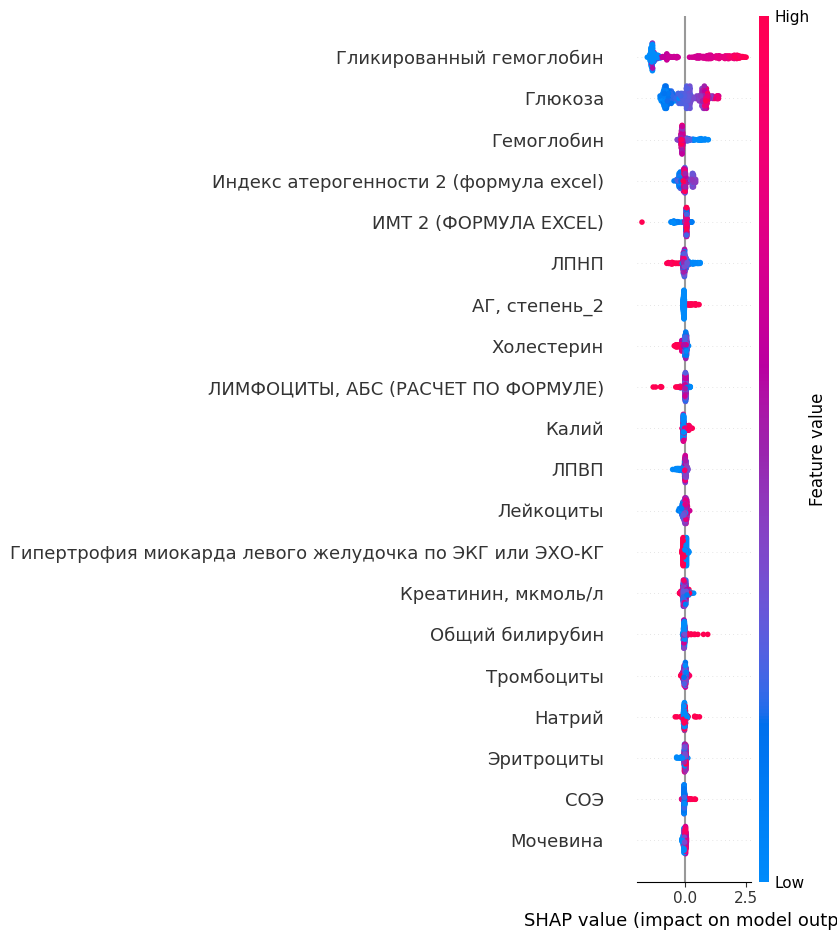 High
Гликированный гемоглобин
Глюкоза
Гемоглобин
Индекс атерогенности 2 (формула excel)
ИМТ 2 (ФОРМУЛА EXCEL)
ЛПНП
АГ, степень_2
Холестерин
ЛИМФОЦИТЫ, АБС (РАСЧЕТ ПО ФОРМУЛЕ)
Калий
ЛПВП
Лейкоциты
Гипертрофия миокарда левого желудочка по ЭКГ или ЭХО-КГ
Креатинин, мкмоль/л
Общий билирубин
Тромбоциты
Натрий
Эритроциты
СОЭ
Мочевина
Feature value
Low
0.0 2.5
SHAP value (impact on model outp